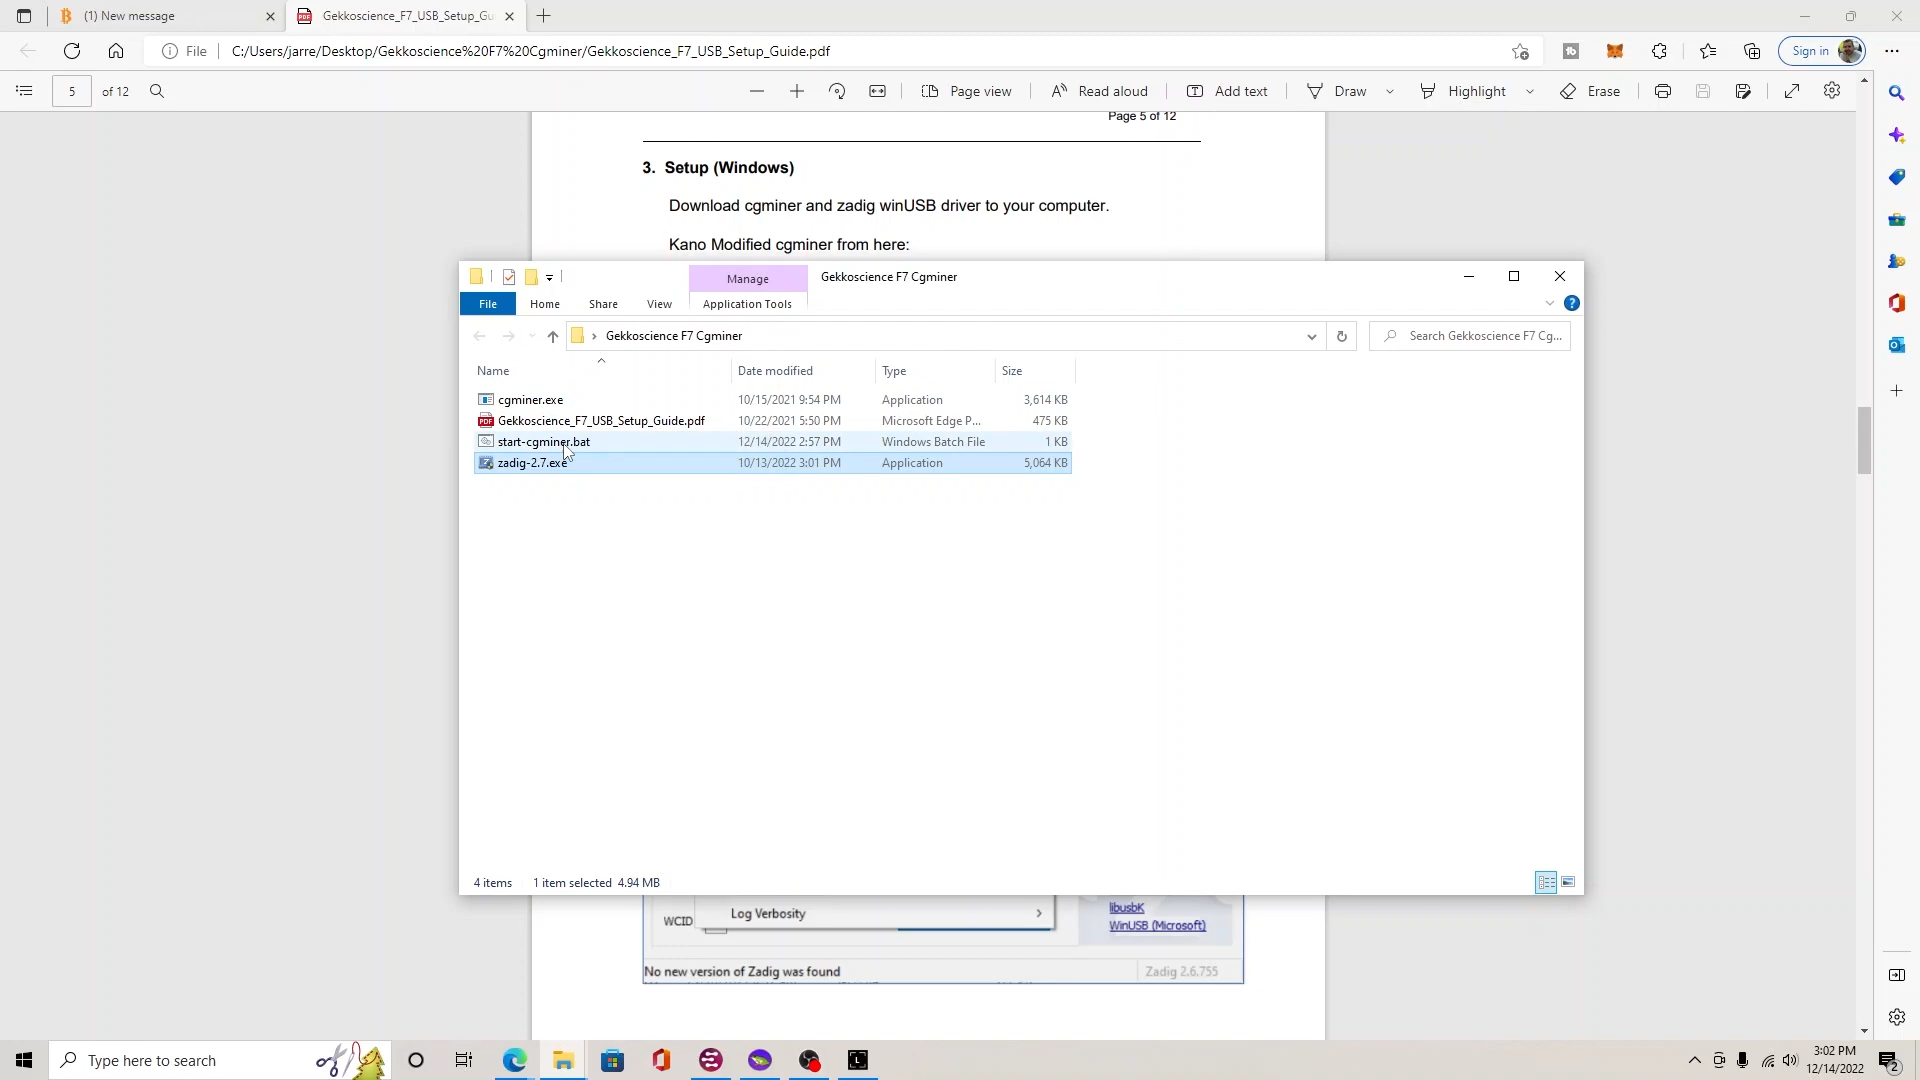 (1) New message
Gekkoscience_F7_USB_Setup_Gu
File
C:/Users/jarre/Desktop/Gekkoscience%20F7%20Cgminer/Gekkoscience_F7_USB_Setup_Guide.pdf
Sign in
5 of 12
Page view
Read aloud
Add text
Draw
Highlight
Erase
Page 5 of 12
3. Setup (Windows)
Download cgminer and zadig winUSB driver to your computer.
Kano Modified cgminer from here:
Manage
Gekkoscience F7 Cgminer
File Home Share View Application Tools
Gekkoscience F7 Cgminer
Search Gekkoscience F7 Cg...
Name Date modified Type Size
cgminer.exe 10/15/2021 9:54 PM Application 3,614 KB
Gekkoscience_F7_USB_Setup_Guide.pdf 10/22/2021 5:50 PM Microsoft Edge P... 475 KB
start-cgminer.bat 12/14/2022 2:57 PM Windows Batch File 1 KB
zadig-2.7.exe 10/13/2022 3:01 PM Application 5,064 KB
4 items 1 item selected 4.94 MB
WCID
Log Verbosity
libusbK
WinUSB (Microsoft)
No new version of Zadig was found
Zadig 2.6.755
Type here to search
3:02 PM
12/14/2022
2